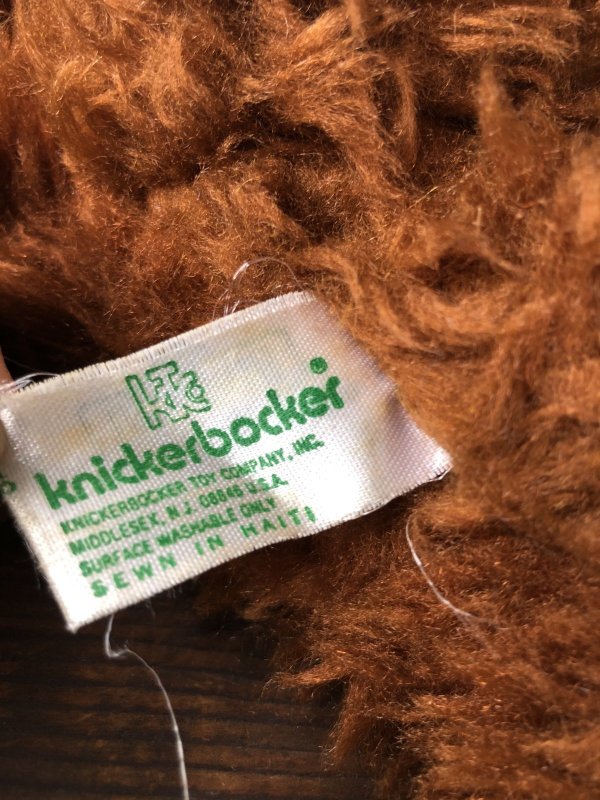 KTC
knickerbocker®
KNICKERBOCKER TOY COMPANY, INC.
MIDDLESEX, N.J. 08846 U.S.A.
SURFACE WASHABLE ONLY
SEWN IN HAITI